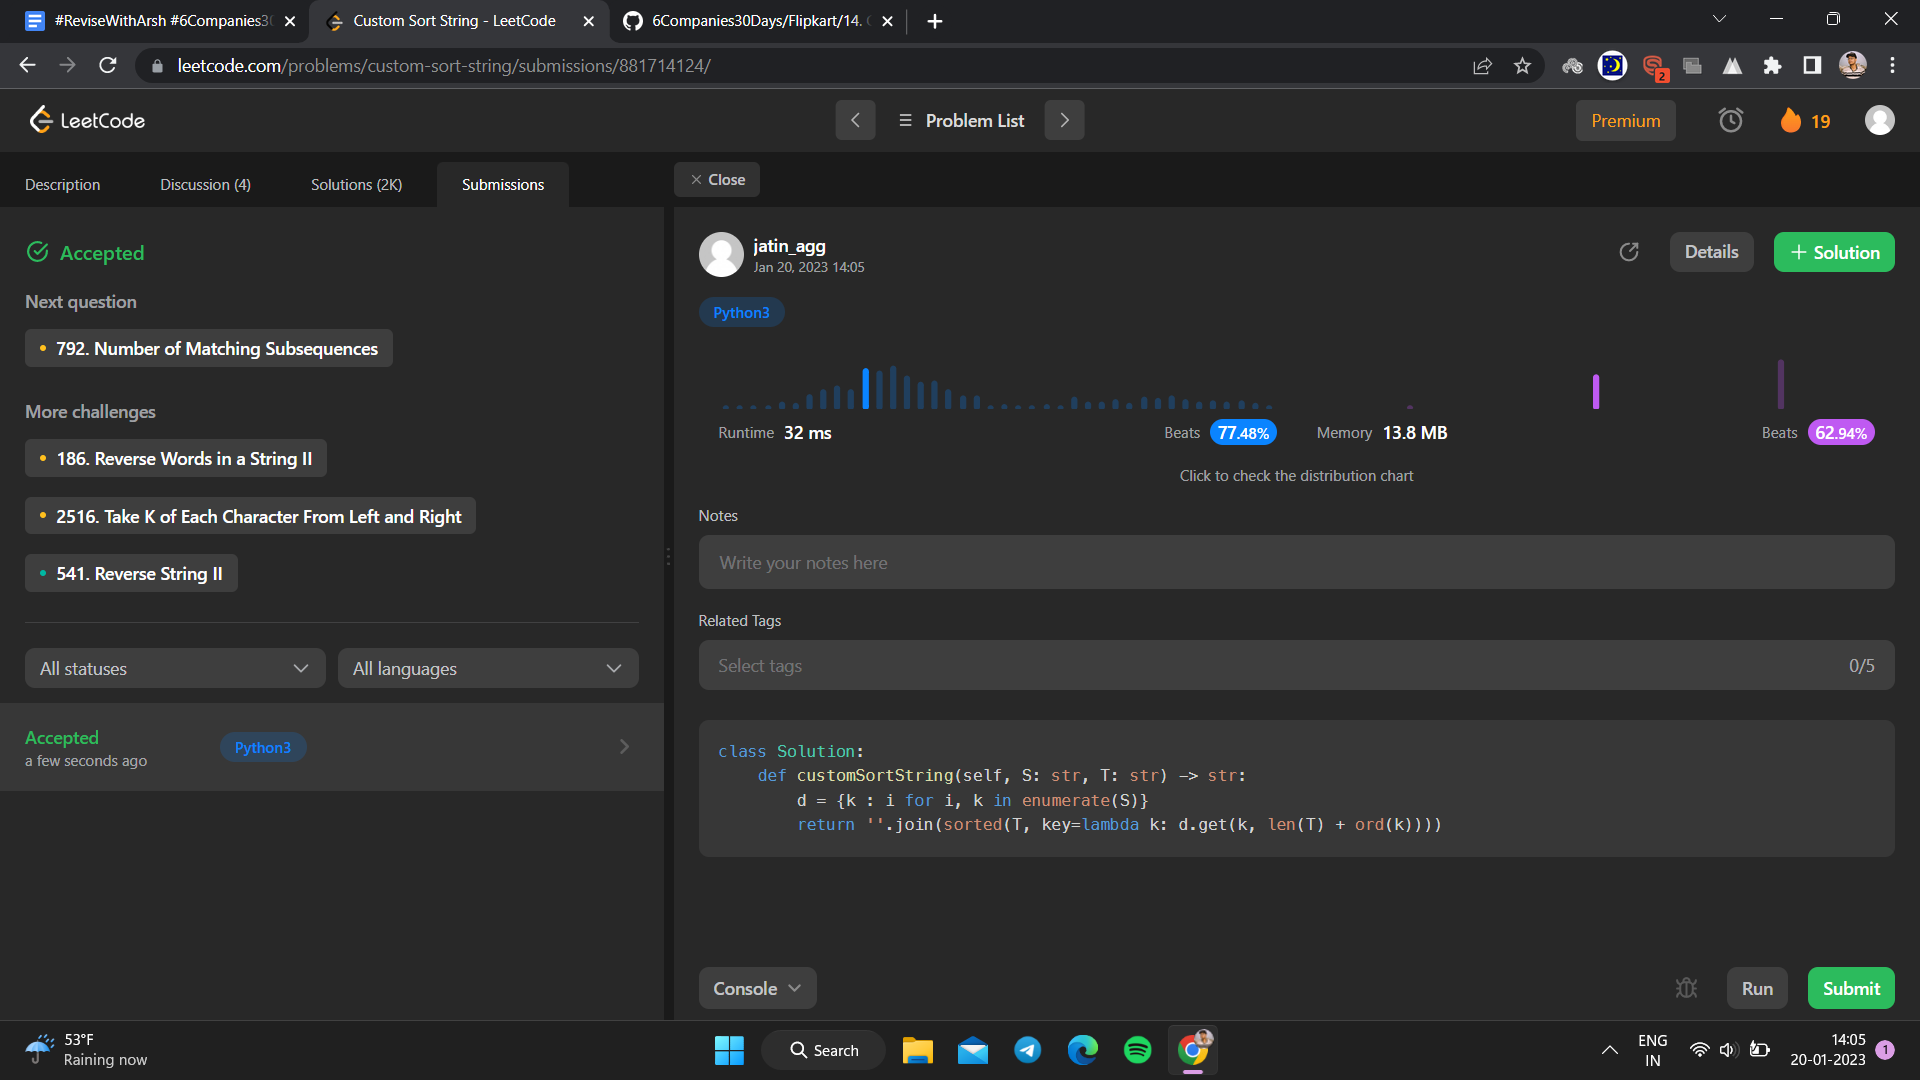 #ReviseWithArsh #6Companies3
Custom Sort String - LeetCode
6Companies30Days/Flipkart/14.
leetcode.com/problems/custom-sort-string/submissions/881714124/
2
LeetCode
Problem List
Premium
19
Description
Discussion (4)
Solutions (2K)
Submissions
Close
Accepted
Next question
792. Number of Matching Subsequences
More challenges
186. Reverse Words in a String II
2516. Take K of Each Character From Left and Right
541. Reverse String II
All statuses
All languages
Accepted
a few seconds ago
Python3
jatin_agg
Jan 20, 2023 14:05
Details
+ Solution
Python3
Runtime 32 ms
Beats 77.48%
Memory 13.8 MB
Beats 62.94%
Click to check the distribution chart
Notes
Write your notes here
Related Tags
Select tags
0/5
class Solution:
    def customSortString(self, S: str, T: str) -> str:
        d = {k : i for i, k in enumerate(S)}
        return ''.join(sorted(T, key=lambda k: d.get(k, len(T) + ord(k))))
Console
Run
Submit
53°F
Raining now
Search
ENG
IN
14:05
20-01-2023
1